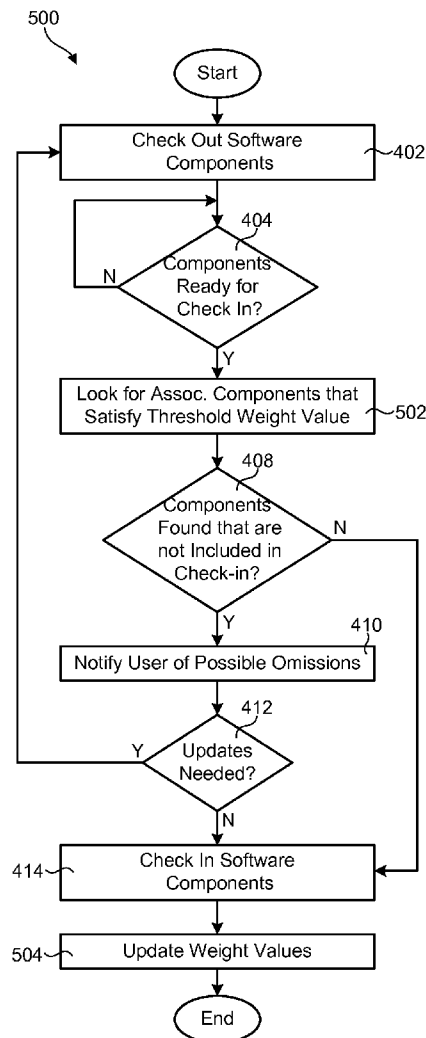 500
Start
Check Out Software
Components
402
404
Components
Ready for
Check In?
N
Y
Look for Assoc. Components that
Satisfy Threshold Weight Value
502
408
Components
Found that are
not Included in
Check-in?
N
Y
410
Notify User of Possible Omissions
412
Updates
Needed?
Y
N
Check In Software
Components
414
Update Weight Values
504
End